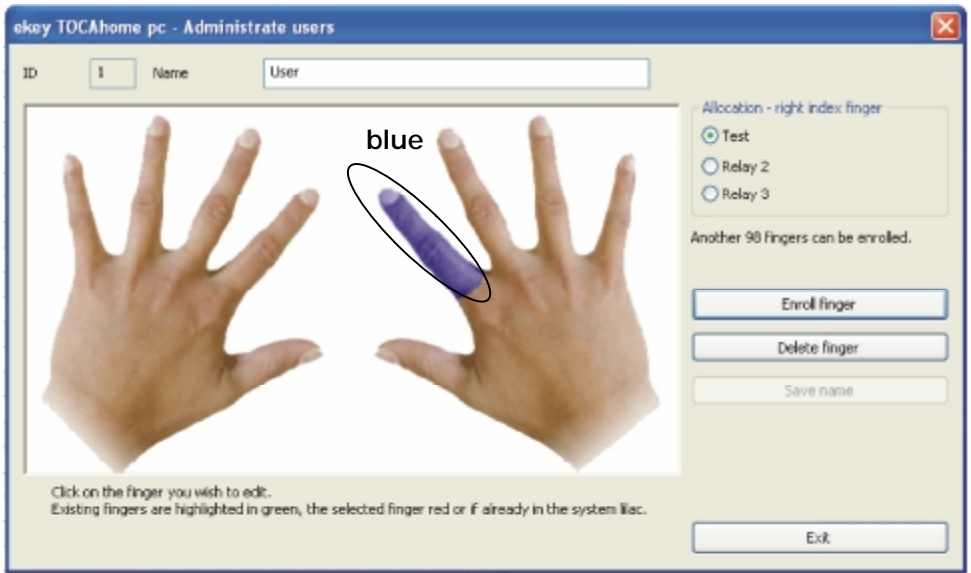 ekey TOCAhome pc - Administrate users
ID 1 Name User
Allocation - right index finger
blue
Test
Relay 2
Relay 3
Another 98 fingers can be enrolled.
Enroll finger
Delete finger
Save name
Click on the finger you wish to edit.
Existing fingers are highlighted in green, the selected finger red or if already in the system lilac.
Exit